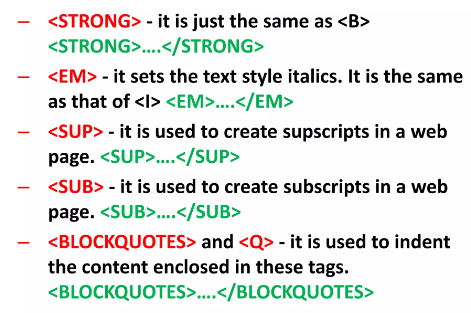 – <STRONG> - it is just the same as <B>
<STRONG>....</STRONG>
– <EM> - it sets the text style italics. It is the same
as that of <I> <EM>....</EM>
– <SUP> - it is used to create supscripts in a web
page. <SUP>....</SUP>
– <SUB> - it is used to create subscripts in a web
page. <SUB>....</SUB>
– <BLOCKQUOTES> and <Q> - it is used to indent
the content enclosed in these tags.
<BLOCKQUOTES>....</BLOCKQUOTES>